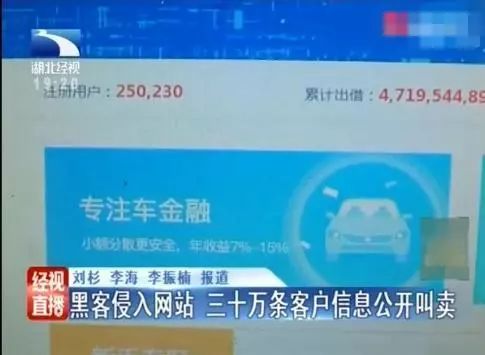 湖北经视
19:20
注册用户：250,230
累计出借：4,719,544,89
专注车金融
小额分散更安全，年收益7%-15%
经视直播
刘杉 李海 李振楠 报道
黑客侵入网站 三十万条客户信息公开叫卖